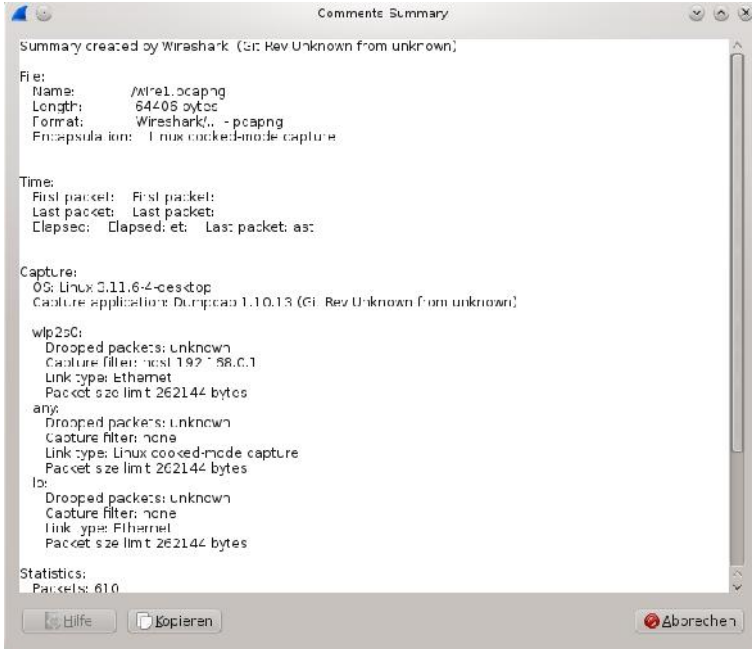 Comments Summary
Summary created by Wireshark (Git Rev Unknown from unknown)
File:
Name: /wire1.pcapng
Length: 64406 bytes
Format: Wireshark/... - pcapng
Encapsulation: Linux cooked-mode capture
Time:
First packet: First packet:
Last packet: Last packet:
Elapsed: Elapsed: et: Last packet: ast
Capture:
OS: Linux 3.11.6-4-desktop
Capture application: Dumpcap 1.10.13 (Git Rev Unknown from unknown)
wlp2s0:
Dropped packets: unknown
Capture filter: host 192.168.0.1
Link type: Ethernet
Packet size limit 262144 bytes
any:
Dropped packets: unknown
Capture filter: none
Link type: Linux cooked-mode capture
Packet size limit 262144 bytes
lo:
Dropped packets: unknown
Capture filter: none
Link type: Ethernet
Packet size limit 262144 bytes
Statistics:
Packets: 610
Hilfe
Kopieren
Abbrechen